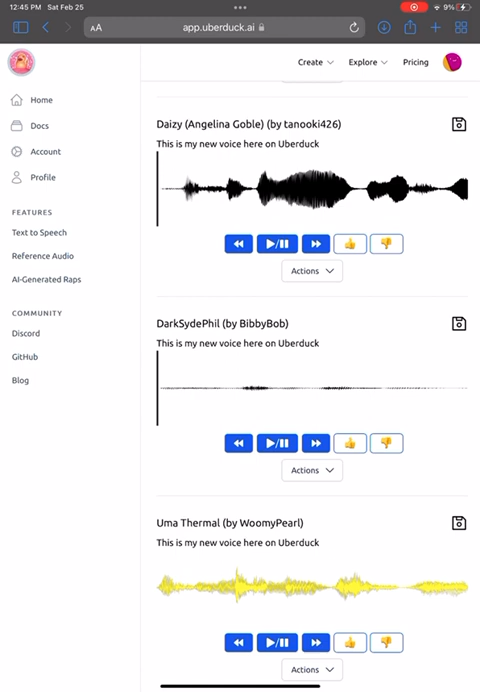 12:45 PM Sat Feb 25
9%
AA
app.uberduck.ai
Create
Explore
Pricing
Home
Docs
Account
Profile
FEATURES
Text to Speech
Reference Audio
AI-Generated Raps
COMMUNITY
Discord
GitHub
Blog
Daizy (Angelina Goble) (by tanooki426)
This is my new voice here on Uberduck
Actions
DarkSydePhil (by BibbyBob)
This is my new voice here on Uberduck
Actions
Uma Thermal (by WoomyPearl)
This is my new voice here on Uberduck
Actions